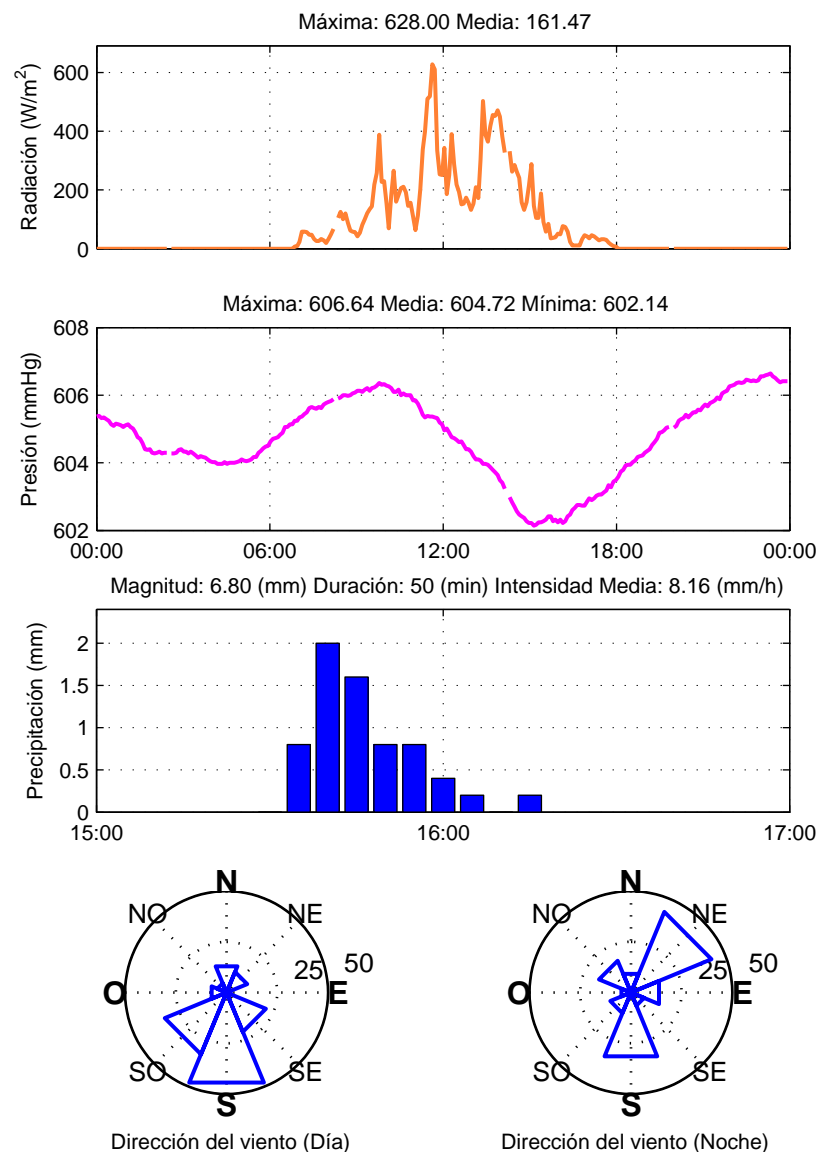 Máxima: 628.00 Media: 161.47
Radiación (W/m²)
600
400
200
0
Máxima: 606.64 Media: 604.72 Mínima: 602.14
Presión (mmHg)
608
606
604
602
00:00 06:00 12:00 18:00 00:00
Magnitud: 6.80 (mm) Duración: 50 (min) Intensidad Media: 8.16 (mm/h)
Precipitación (mm)
2
1.5
1
0.5
0
15:00 16:00 17:00
N
NO NE
25 50
O E
SO SE
S
Dirección del viento (Día)
N
NO NE
25 50
O E
SO SE
S
Dirección del viento (Noche)